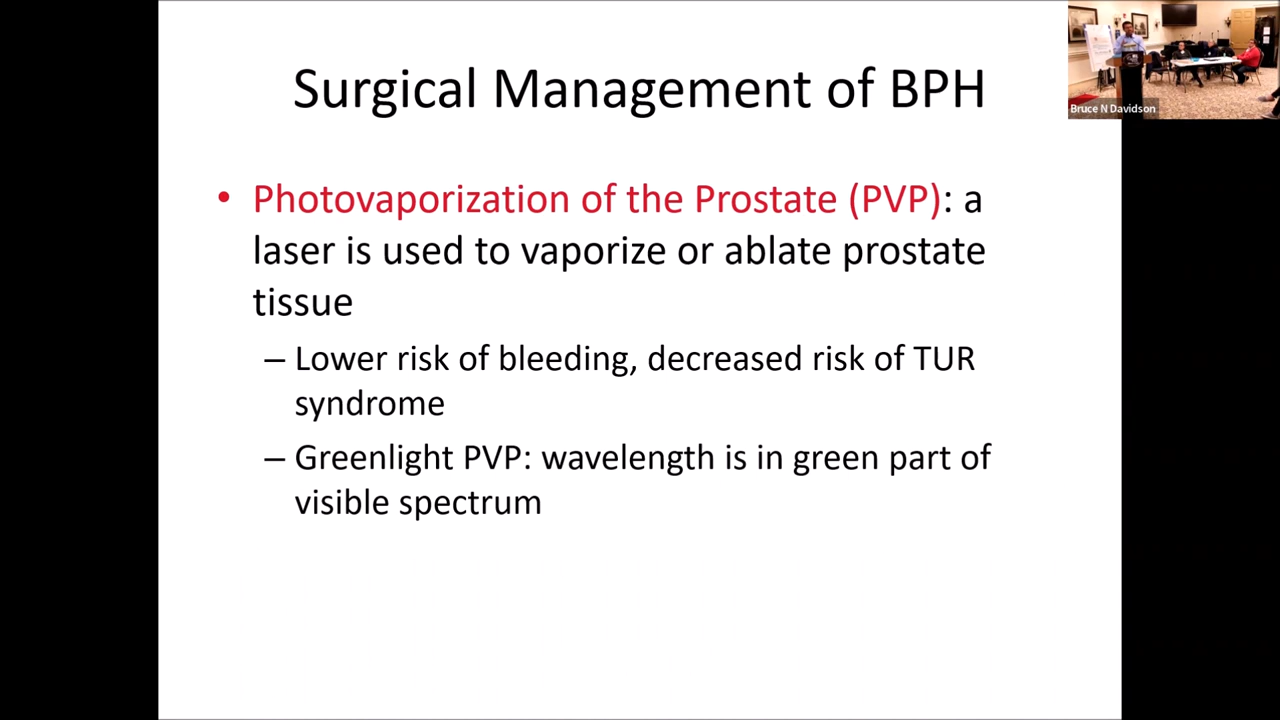 Surgical Management of BPH
• Photovaporization of the Prostate (PVP): a
laser is used to vaporize or ablate prostate
tissue
– Lower risk of bleeding, decreased risk of TUR
syndrome
– Greenlight PVP: wavelength is in green part of
visible spectrum
Bruce N Davidson